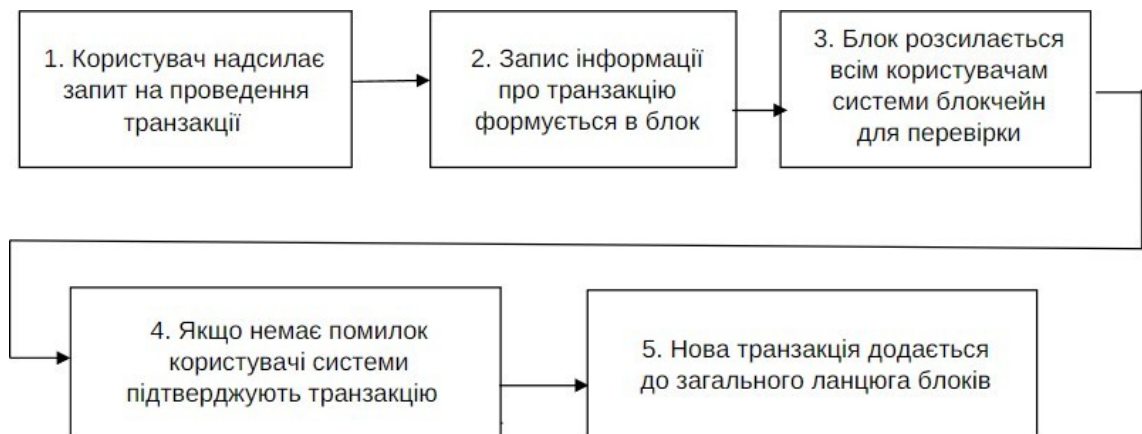 1. Користувач надсилає
запит на проведення
транзакції
2. Запис інформації
про транзакцію
формується в блок
3. Блок розсилається
всім користувачам
системи блокчейн
для перевірки
4. Якщо немає помилок
користувачі системи
підтверджують транзакцію
5. Нова транзакція додається
до загального ланцюга блоків